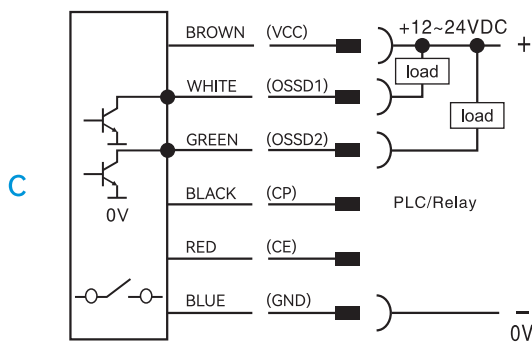 BROWN (VCC) +12~24VDC +
load
WHITE (OSSD1)
load
GREEN (OSSD2)
C
BLACK (CP) PLC/Relay
0V
RED (CE)
BLUE (GND) −
0V